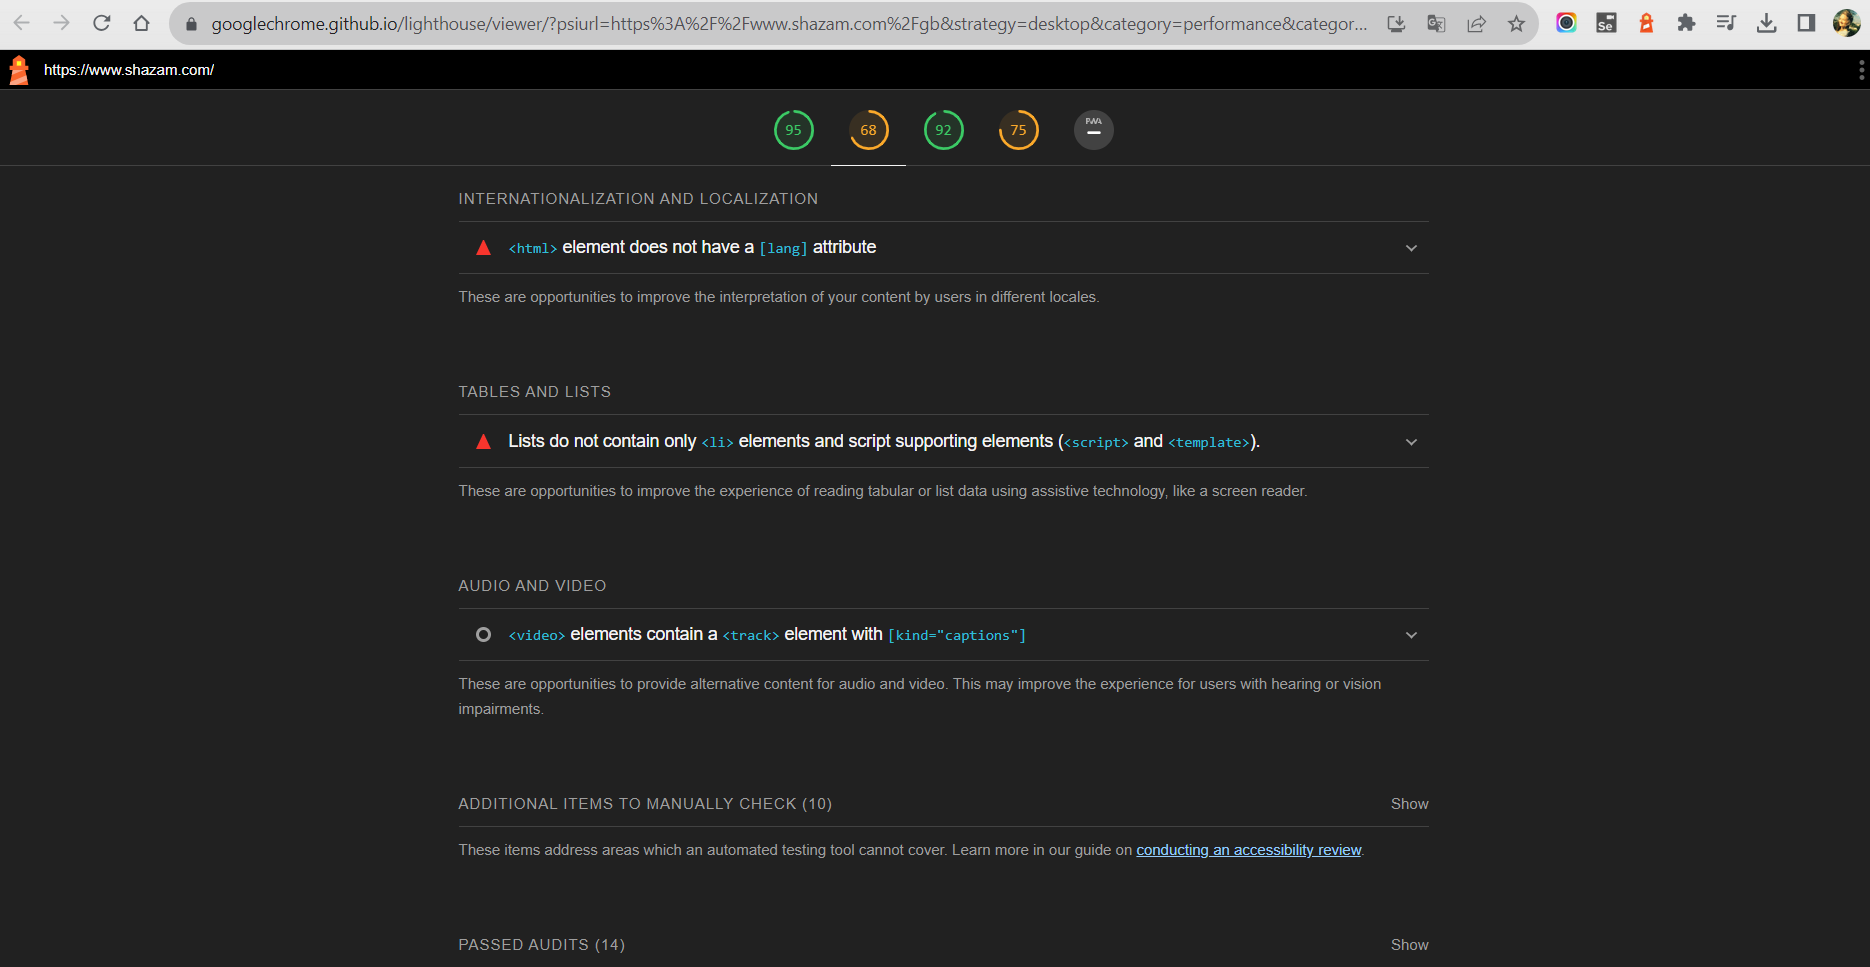 googlechrome.github.io/lighthouse/viewer/?psiurl=https%3A%2F%2Fwww.shazam.com%2Fgb&strategy=desktop&category=performance&categor...
Se
https://www.shazam.com/
95 68 92 75 PWA
INTERNATIONALIZATION AND LOCALIZATION
<html> element does not have a [lang] attribute
These are opportunities to improve the interpretation of your content by users in different locales.
TABLES AND LISTS
Lists do not contain only <li> elements and script supporting elements (<script> and <template>).
These are opportunities to improve the experience of reading tabular or list data using assistive technology, like a screen reader.
AUDIO AND VIDEO
<video> elements contain a <track> element with [kind="captions"]
These are opportunities to provide alternative content for audio and video. This may improve the experience for users with hearing or vision
impairments.
ADDITIONAL ITEMS TO MANUALLY CHECK (10) Show
These items address areas which an automated testing tool cannot cover. Learn more in our guide on conducting an accessibility review.
PASSED AUDITS (14) Show